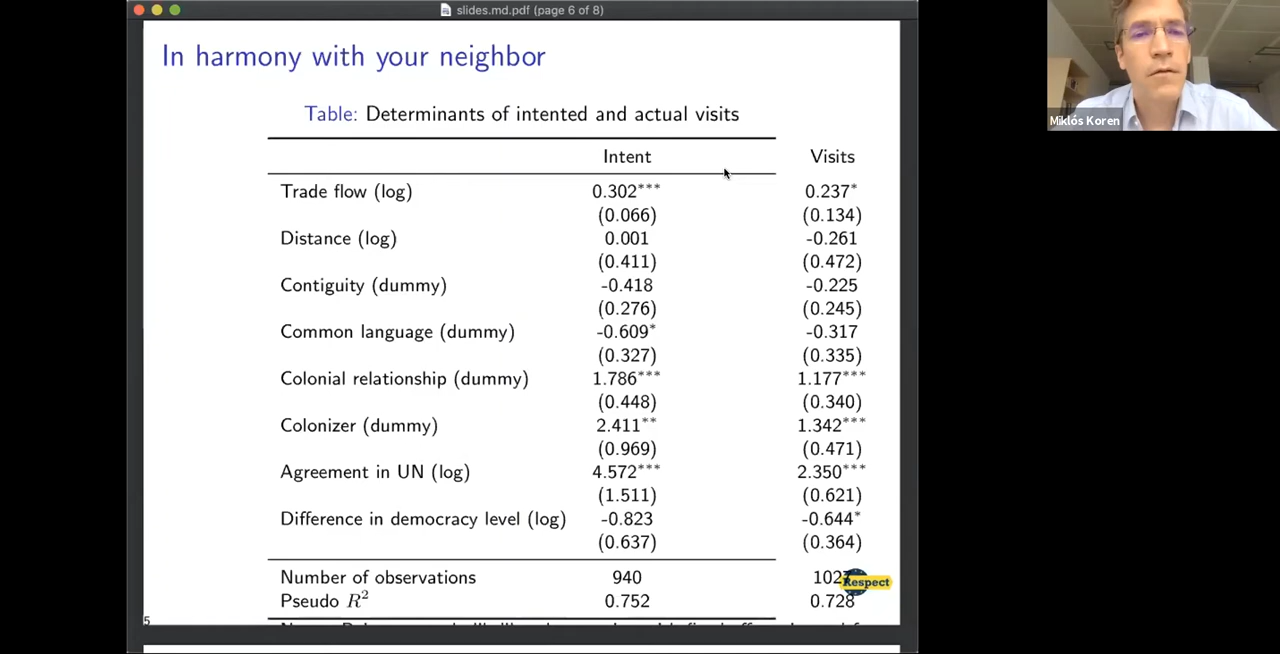 slides.md.pdf (page 6 of 8)
In harmony with your neighbor
Table: Determinants of intented and actual visits
Intent Visits
Trade flow (log) 0.302*** 0.237*
(0.066) (0.134)
Distance (log) 0.001 -0.261
(0.411) (0.472)
Contiguity (dummy) -0.418 -0.225
(0.276) (0.245)
Common language (dummy) -0.609* -0.317
(0.327) (0.335)
Colonial relationship (dummy) 1.786*** 1.177***
(0.448) (0.340)
Colonizer (dummy) 2.411** 1.342***
(0.969) (0.471)
Agreement in UN (log) 4.572*** 2.350***
(1.511) (0.621)
Difference in democracy level (log) -0.823 -0.644*
(0.637) (0.364)
Number of observations 940
Respect
Pseudo R² 0.752 0.728
5
Miklós Koren